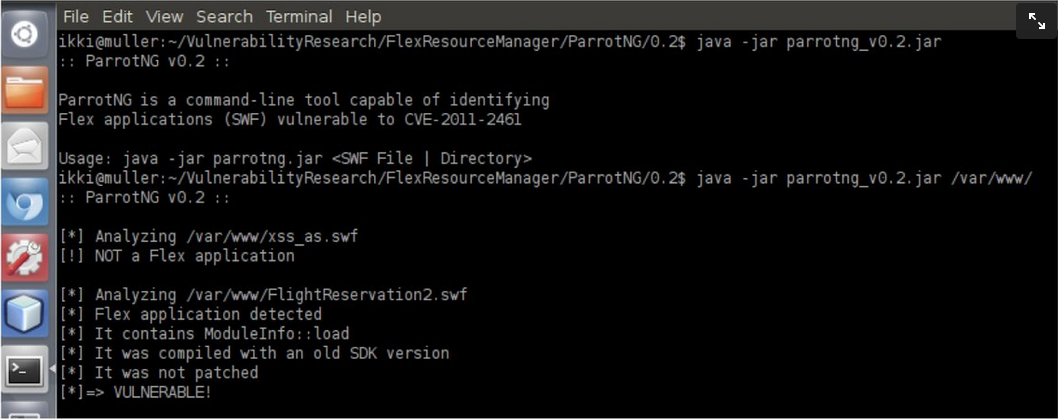 File Edit View Search Terminal Help
ikki@muller:~/VulnerabilityResearch/FlexResourceManager/ParrotNG/0.2$ java -jar parrotng_v0.2.jar
:: ParrotNG v0.2 ::
ParrotNG is a command-line tool capable of identifying
Flex applications (SWF) vulnerable to CVE-2011-2461
Usage: java -jar parrotng.jar <SWF File | Directory>
ikki@muller:~/VulnerabilityResearch/FlexResourceManager/ParrotNG/0.2$ java -jar parrotng_v0.2.jar /var/www/
:: ParrotNG v0.2 ::
[*] Analyzing /var/www/xss_as.swf
[!] NOT a Flex application
[*] Analyzing /var/www/FlightReservation2.swf
[*] Flex application detected
[*] It contains ModuleInfo::load
[*] It was compiled with an old SDK version
[*] It was not patched
[*]=> VULNERABLE!